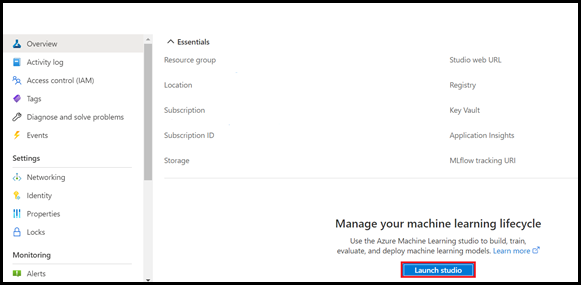 Overview
Activity log
Access control (IAM)
Tags
Diagnose and solve problems
Events
Settings
Networking
Identity
Properties
Locks
Monitoring
Alerts
Essentials
Resource group
Studio web URL
Location
Registry
Subscription
Key Vault
Subscription ID
Application Insights
Storage
MLflow tracking URI
Manage your machine learning lifecycle
Use the Azure Machine Learning studio to build, train,
evaluate, and deploy machine learning models. Learn more
Launch studio